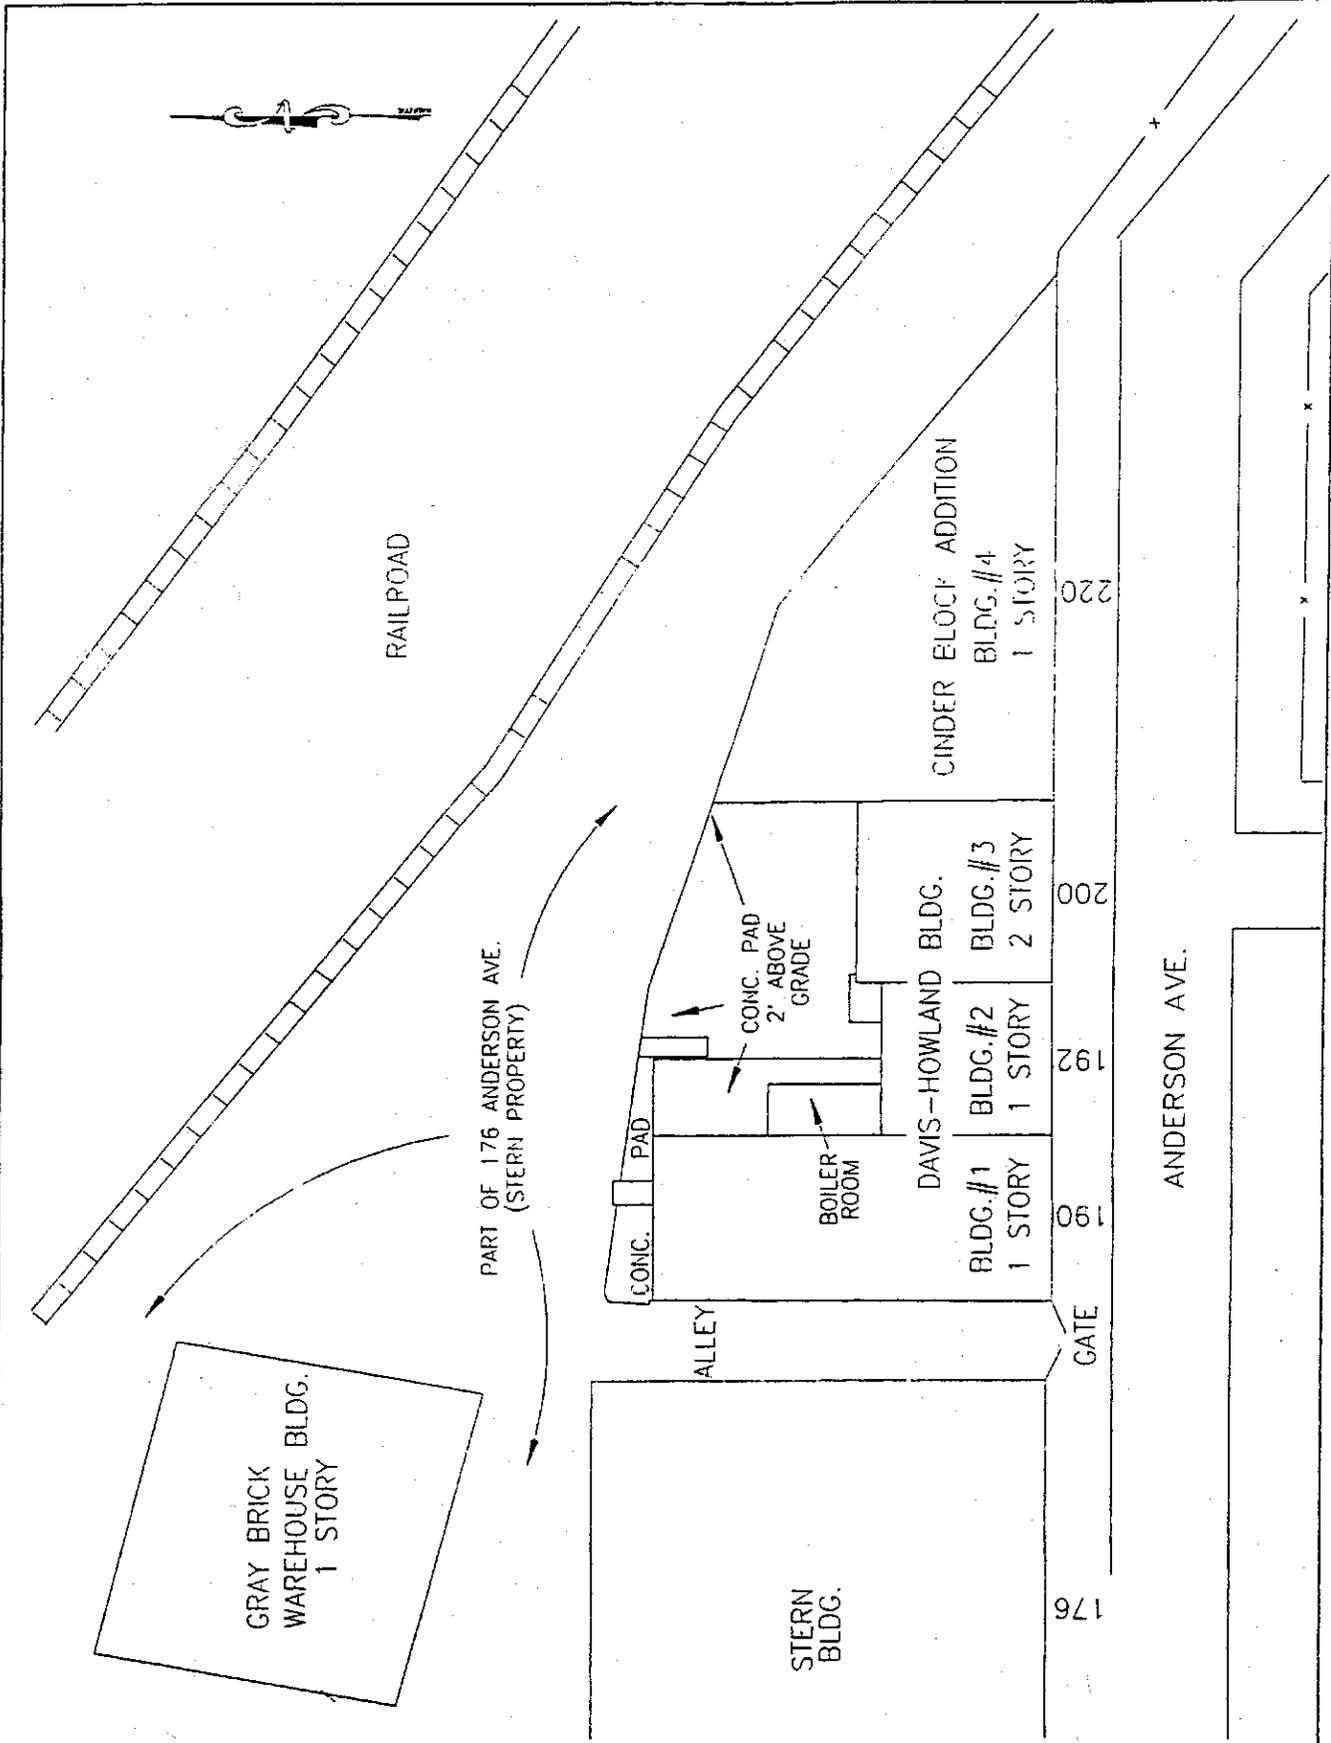 RAILROAD
PART OF 176 ANDERSON AVE.
(STERN PROPERTY)
GRAY BRICK
WAREHOUSE BLDG.
1 STORY
CONC. PAD
2' ABOVE
GRADE
CONC. PAD
BOILER
ROOM
ALLEY
STERN
BLDG.
DAVIS-HOWLAND BLDG.
BLDG.#1
1 STORY
BLDG.#2
1 STORY
BLDG.#3
2 STORY
CINDER BLOCK ADDITION
BLDG.#4
1 STORY
176
GATE
190
192
200
220
ANDERSON AVE.